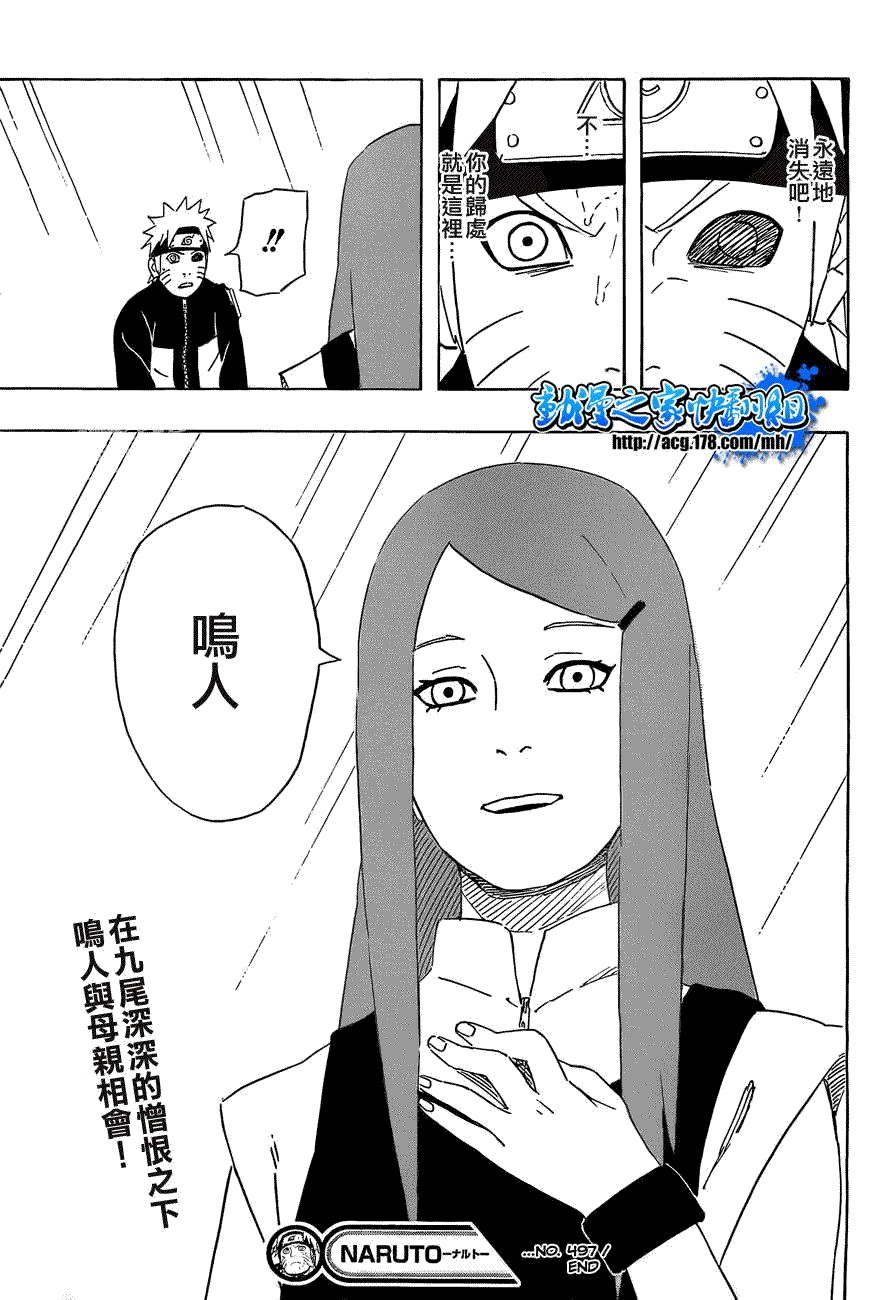 永遠地
消失吧！
不…
你的歸處
就是這裡…
!!
動漫之家快翻組
http://acg.178.com/mh/
鳴
人
在九尾深深的憎恨之下
鳴人與母親相會！
NARUTO—ナルト—
...NO. 497/
END